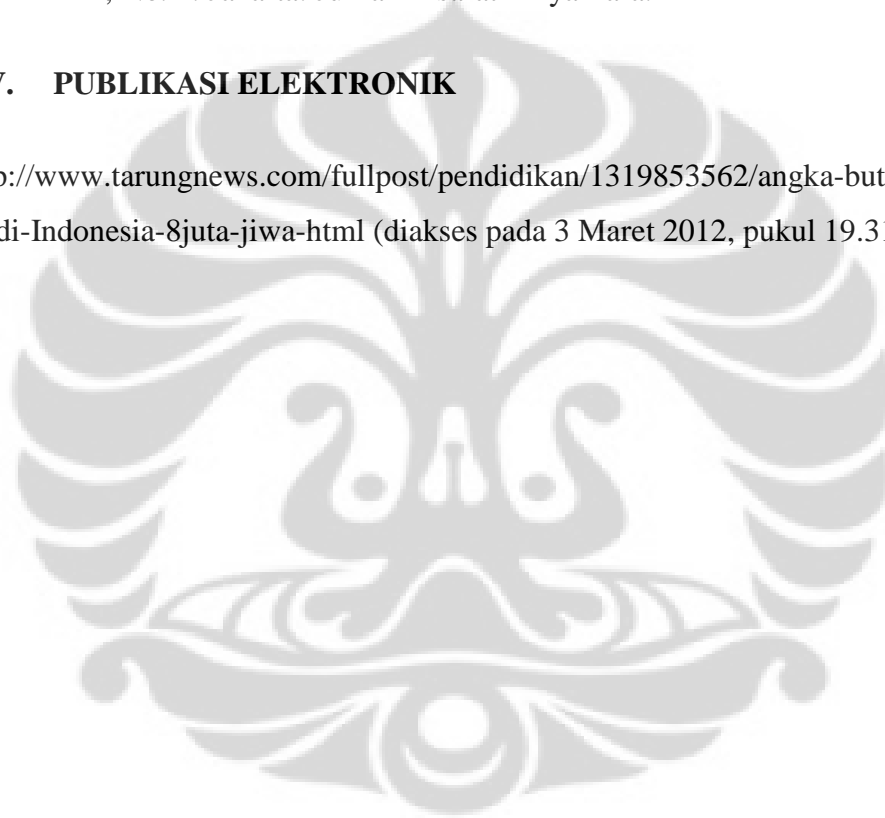 V. PUBLIKASI ELEKTRONIK
p://www.tarungnews.com/fullpost/pendidikan/1319853562/angka-but
di-Indonesia-8juta-jiwa-html (diakses pada 3 Maret 2012, pukul 19.31